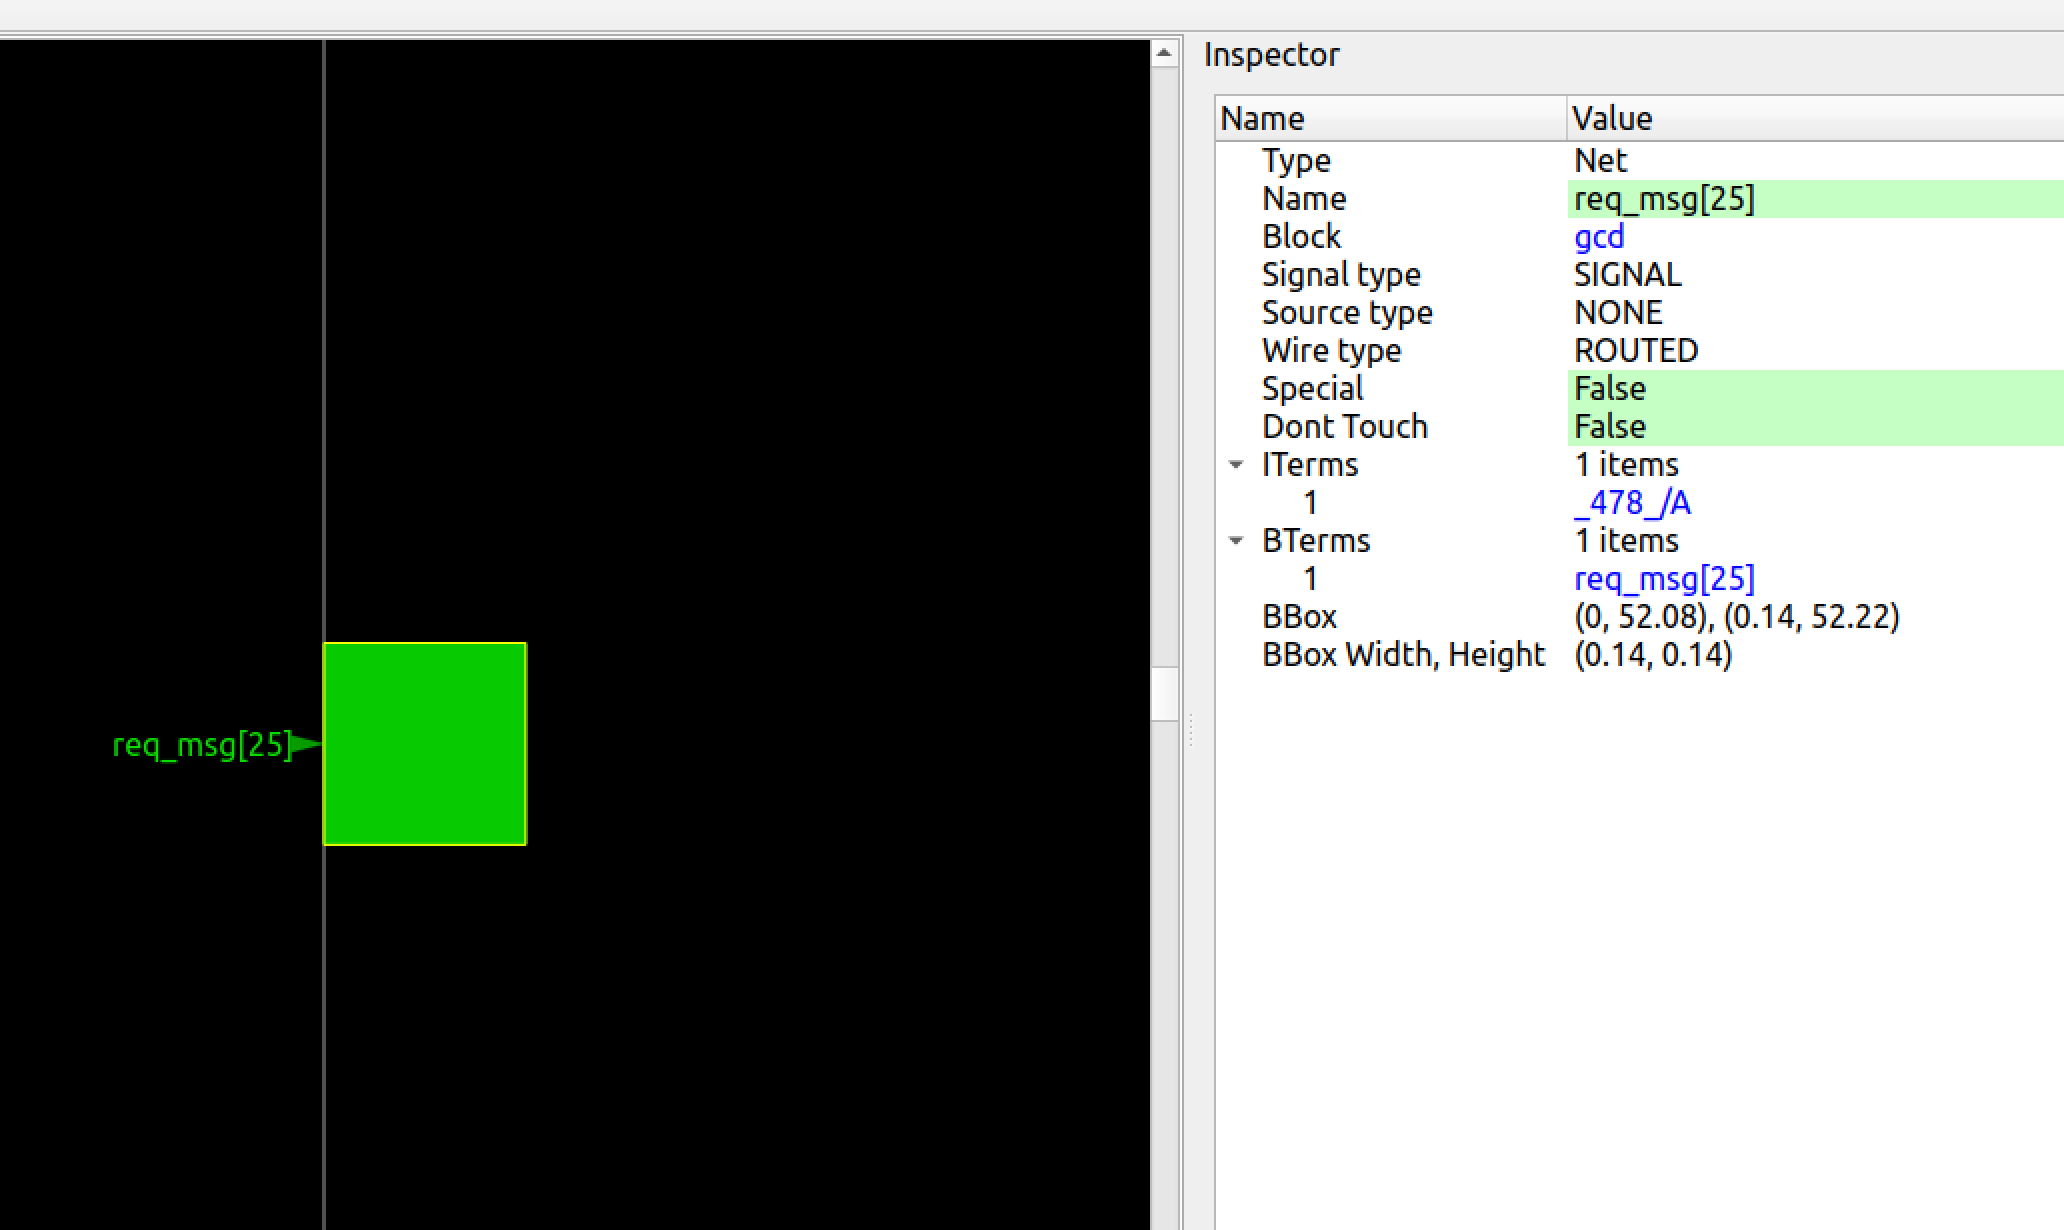 Inspector
Name Value
Type Net
Name req_msg[25]
Block gcd
Signal type SIGNAL
Source type NONE
Wire type ROUTED
Special False
Dont Touch False
ITerms 1 items
1 _478_/A
BTerms 1 items
1 req_msg[25]
BBox (0, 52.08), (0.14, 52.22)
BBox Width, Height (0.14, 0.14)
req_msg[25]